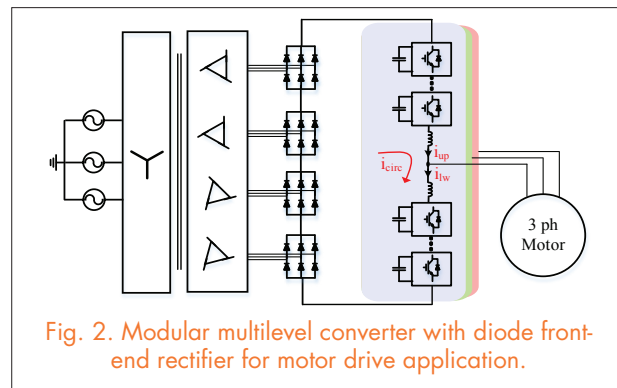 i_up
i_circ
i_lw
3 ph
Motor
Fig. 2. Modular multilevel converter with diode front-
end rectifier for motor drive application.